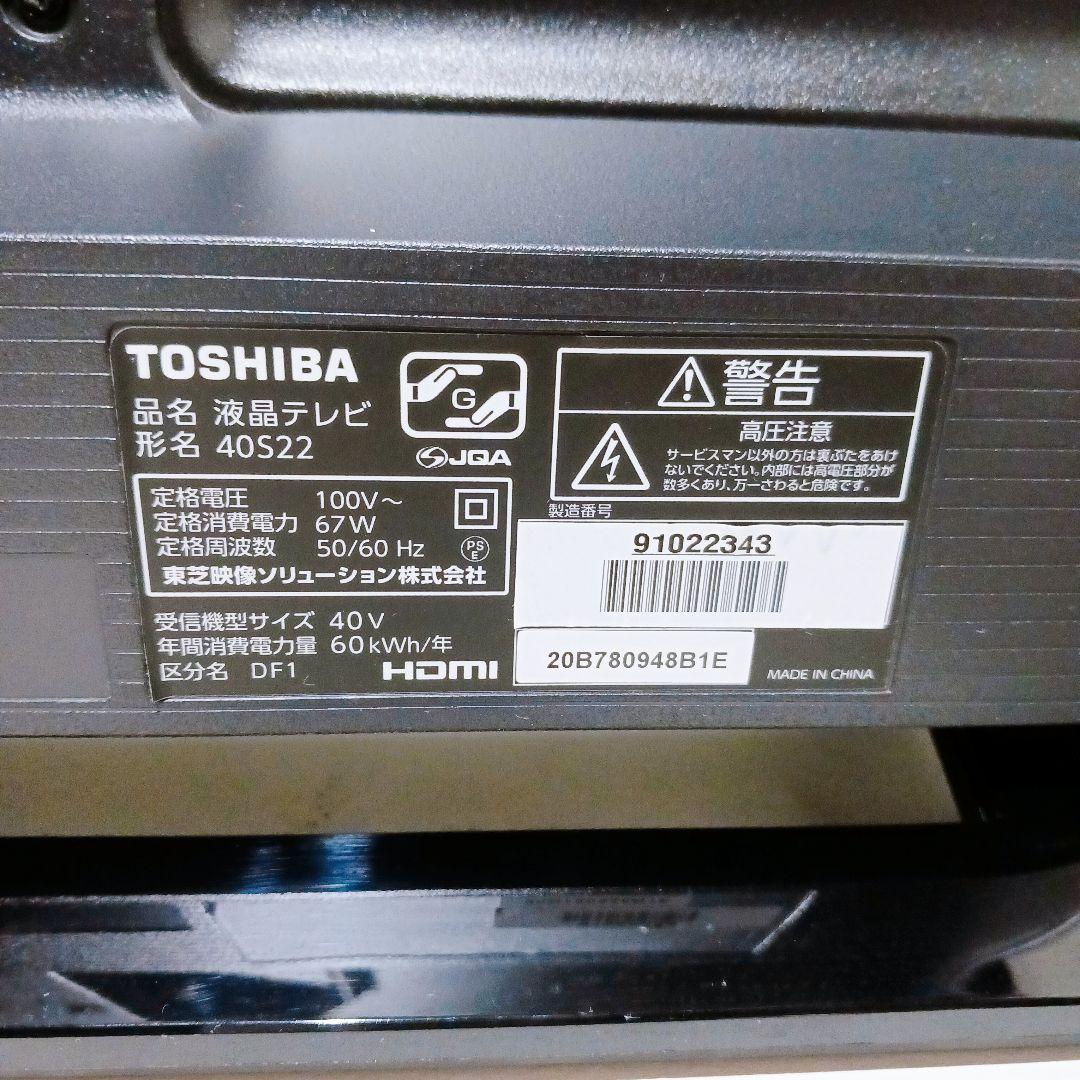 TOSHIBA
品名 液晶テレビ
形名 40S22
G
JQA
定格電圧 100V～
定格消費電力 67W
定格周波数 50/60 Hz
PS
E
東芝映像ソリューション株式会社
受信機型サイズ 40V
年間消費電力量 60kWh/年
区分名 DF1
HDMI
警告
高圧注意
サービスマン以外の方は裏ぶたをあけ
ないでください。内部には高電圧部分が
数多くあり、万一さわると危険です。
製造番号
91022343
20B780948B1E
MADE IN CHINA